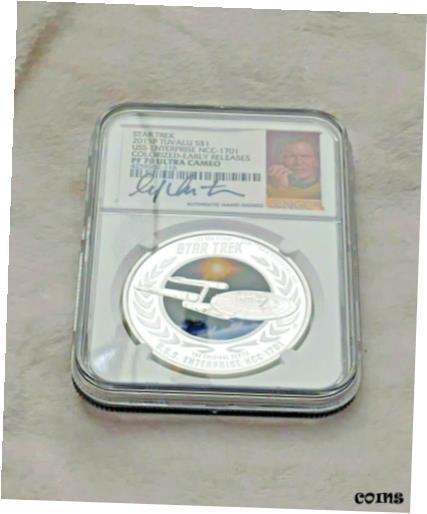 STAR TREK
2015P TUVALU S$1
USS ENTERPRISE NCC-1701
COLORIZED-EARLY RELEASES
PF 70 ULTRA CAMEO
AUTHENTIC HAND SIGNED
NGC
STAR TREK
THE ORIGINAL SERIES
U.S.S. ENTERPRISE NCC-1701
COINS